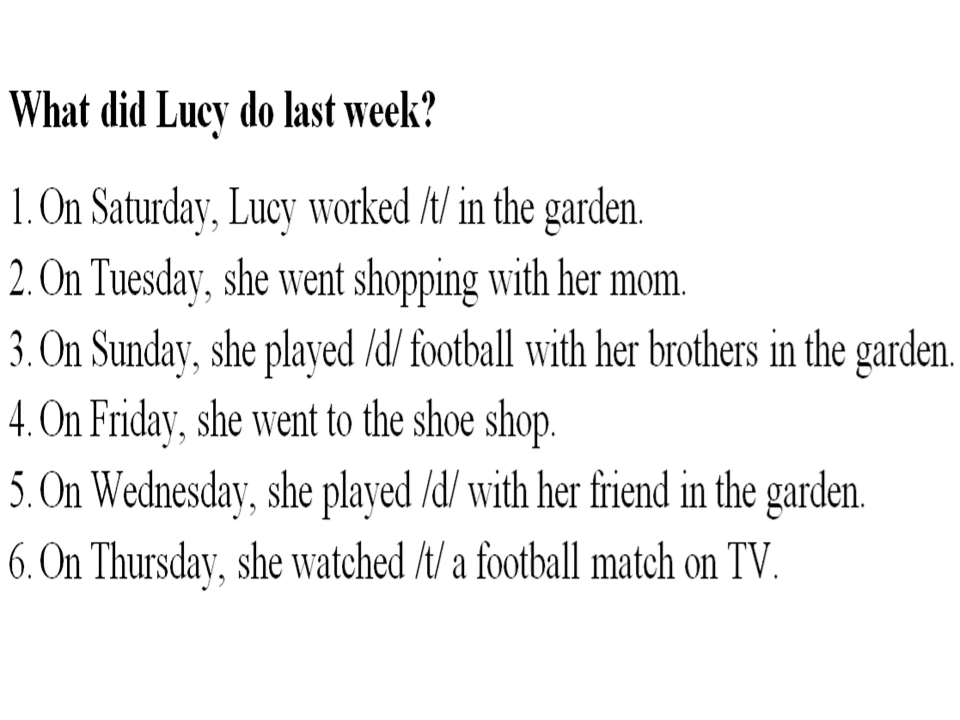 What did Lucy do last week?
1. On Saturday, Lucy worked /t/ in the garden.
2. On Tuesday, she went shopping with her mom.
3. On Sunday, she played /d/ football with her brothers in the garden.
4. On Friday, she went to the shoe shop.
5. On Wednesday, she played /d/ with her friend in the garden.
6. On Thursday, she watched /t/ a football match on TV.